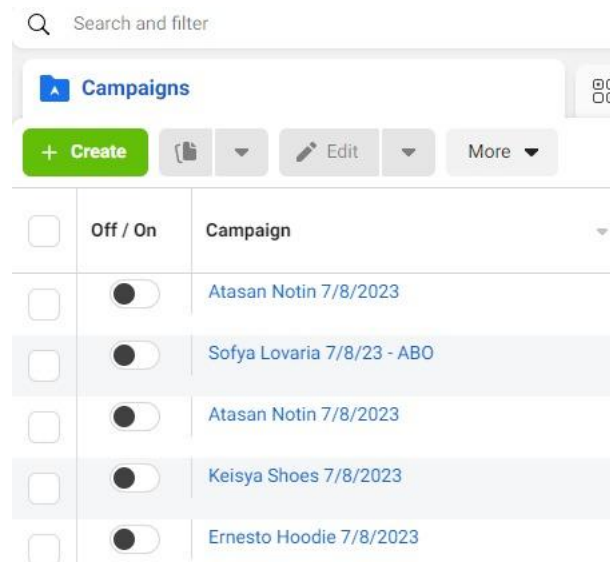 Search and filter
Campaigns
+ Create Edit More
Off / On Campaign
Atasan Notin 7/8/2023
Sofya Lovaria 7/8/23 - ABO
Atasan Notin 7/8/2023
Keisya Shoes 7/8/2023
Ernesto Hoodie 7/8/2023